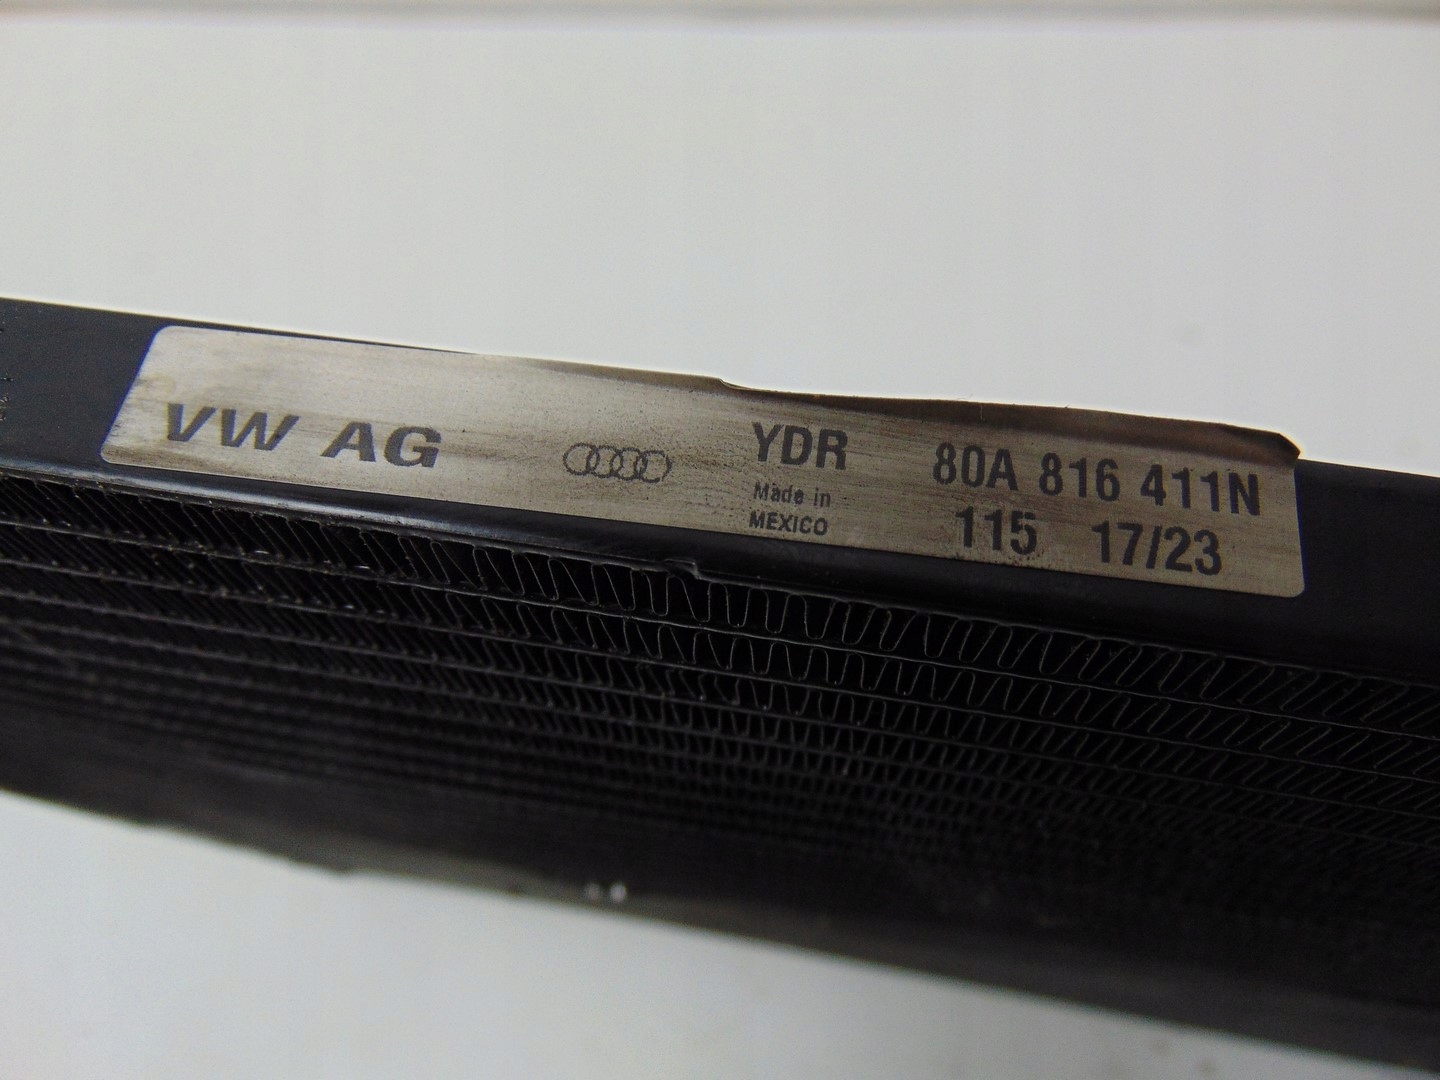 VW AG
YDR
Made in
MEXICO
80A 816 411N
115 17/23